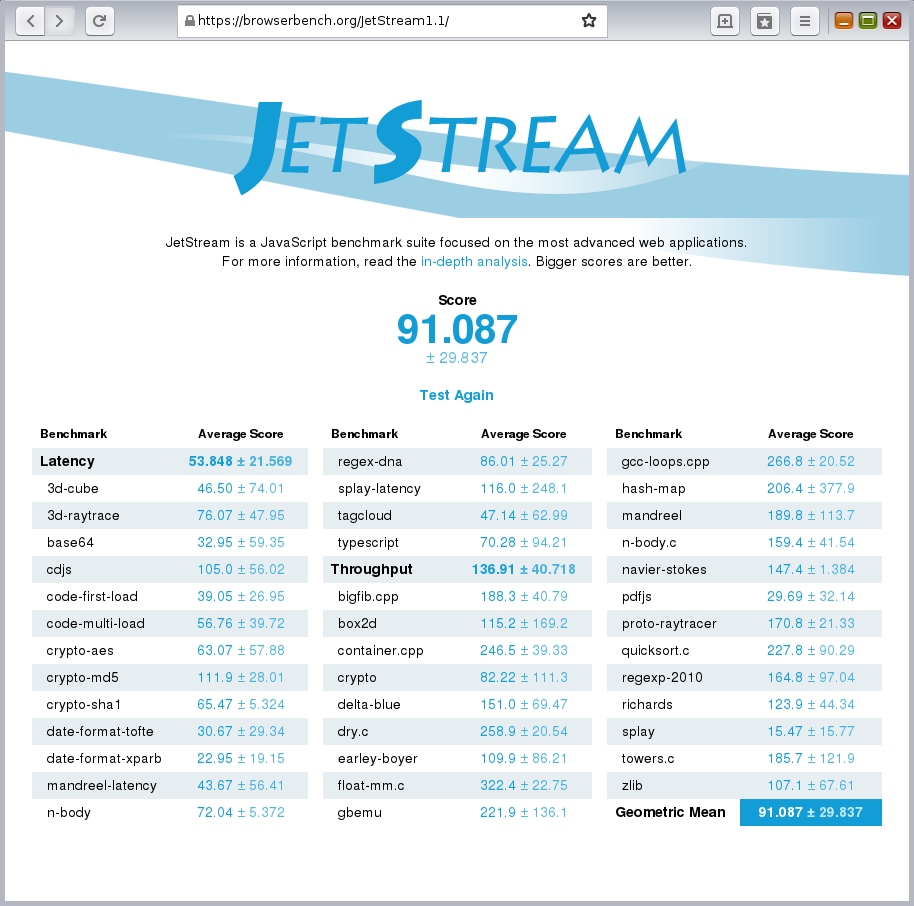 https://browserbench.org/JetStream1.1/
JETSTREAM
JetStream is a JavaScript benchmark suite focused on the most advanced web applications.
For more information, read the in-depth analysis. Bigger scores are better.
Score
91.087
± 29.837
Test Again
Benchmark Average Score
Latency 53.848 ± 21.569
3d-cube 46.50 ± 74.01
3d-raytrace 76.07 ± 47.95
base64 32.95 ± 59.35
cdjs 105.0 ± 56.02
code-first-load 39.05 ± 26.95
code-multi-load 56.76 ± 39.72
crypto-aes 63.07 ± 57.88
crypto-md5 111.9 ± 28.01
crypto-sha1 65.47 ± 5.324
date-format-tofte 30.67 ± 29.34
date-format-xparb 22.95 ± 19.15
mandreel-latency 43.67 ± 56.41
n-body 72.04 ± 5.372
Benchmark Average Score
regex-dna 86.01 ± 25.27
splay-latency 116.0 ± 248.1
tagcloud 47.14 ± 62.99
typescript 70.28 ± 94.21
Throughput 136.91 ± 40.718
bigfib.cpp 188.3 ± 40.79
box2d 115.2 ± 169.2
container.cpp 246.5 ± 39.33
crypto 82.22 ± 111.3
delta-blue 151.0 ± 69.47
dry.c 258.9 ± 20.54
earley-boyer 109.9 ± 86.21
float-mm.c 322.4 ± 22.75
gbemu 221.9 ± 136.1
Benchmark Average Score
gcc-loops.cpp 266.8 ± 20.52
hash-map 206.4 ± 377.9
mandreel 189.8 ± 113.7
n-body.c 159.4 ± 41.54
navier-stokes 147.4 ± 1.384
pdfjs 29.69 ± 32.14
proto-raytracer 170.8 ± 21.33
quicksort.c 227.8 ± 90.29
regexp-2010 164.8 ± 97.04
richards 123.9 ± 44.34
splay 15.47 ± 15.77
towers.c 185.7 ± 121.9
zlib 107.1 ± 67.61
Geometric Mean 91.087 ± 29.837